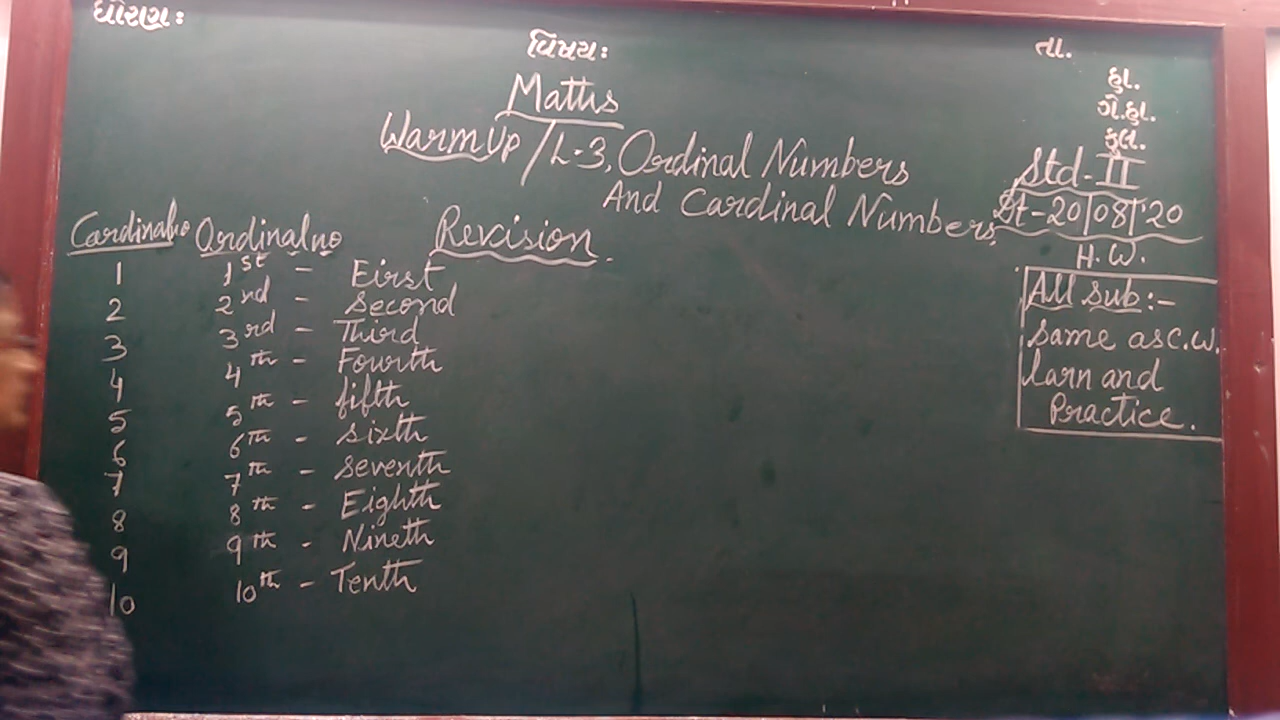 ધોરણ:
વિષય:
તા.
Maths
હા.
ગે.હા.
કુલ.
WarmUp / L-3, Ordinal Numbers
And Cardinal Numbers
Std-II
Dt-20/08/'20
H.W.
All sub:-
Same as C.W.
larn and
Practice.
Revision
Cardinal no Ordinal no
1 1st - First
2 2nd - Second
3 3rd - Third
4 4th - Fourth
5 5th - fifth
6 6th - sixth
7 7th - seventh
8 8th - Eighth
9 9th - Nineth
10 10th - Tenth